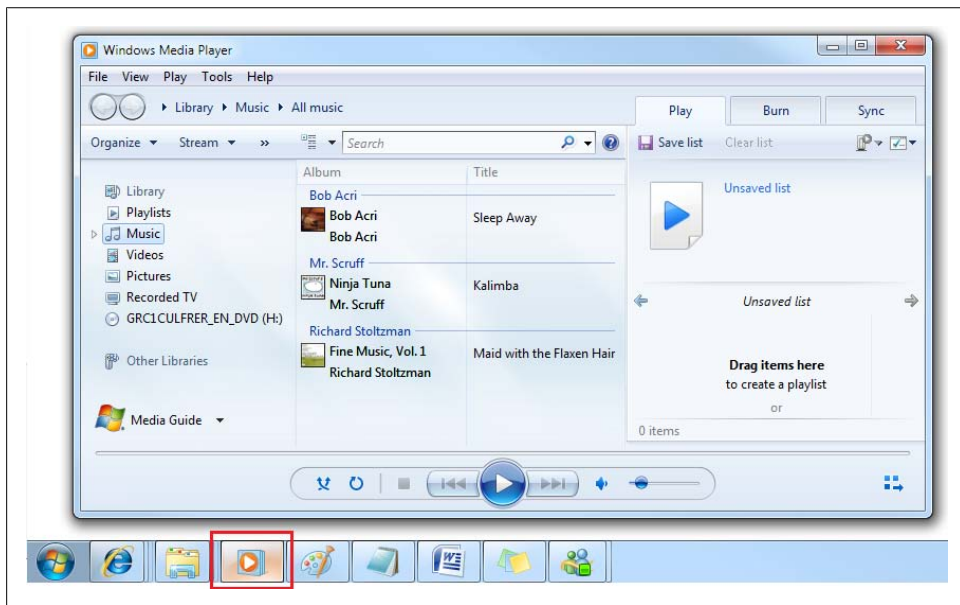 Windows Media Player
File View Play Tools Help
Library Music All music
Play Burn Sync
Organize Stream » Search
Save list Clear list
Library
Playlists
Music
Videos
Pictures
Recorded TV
GRC1CULFRER_EN_DVD (H:)
Other Libraries
Media Guide
Album Title
Bob Acri
Bob Acri Sleep Away
Bob Acri
Mr. Scruff
Ninja Tuna Kalimba
Mr. Scruff
Richard Stoltzman
Fine Music, Vol. 1 Maid with the Flaxen Hair
Richard Stoltzman
Unsaved list
Unsaved list
Drag items here
to create a playlist
or
0 items